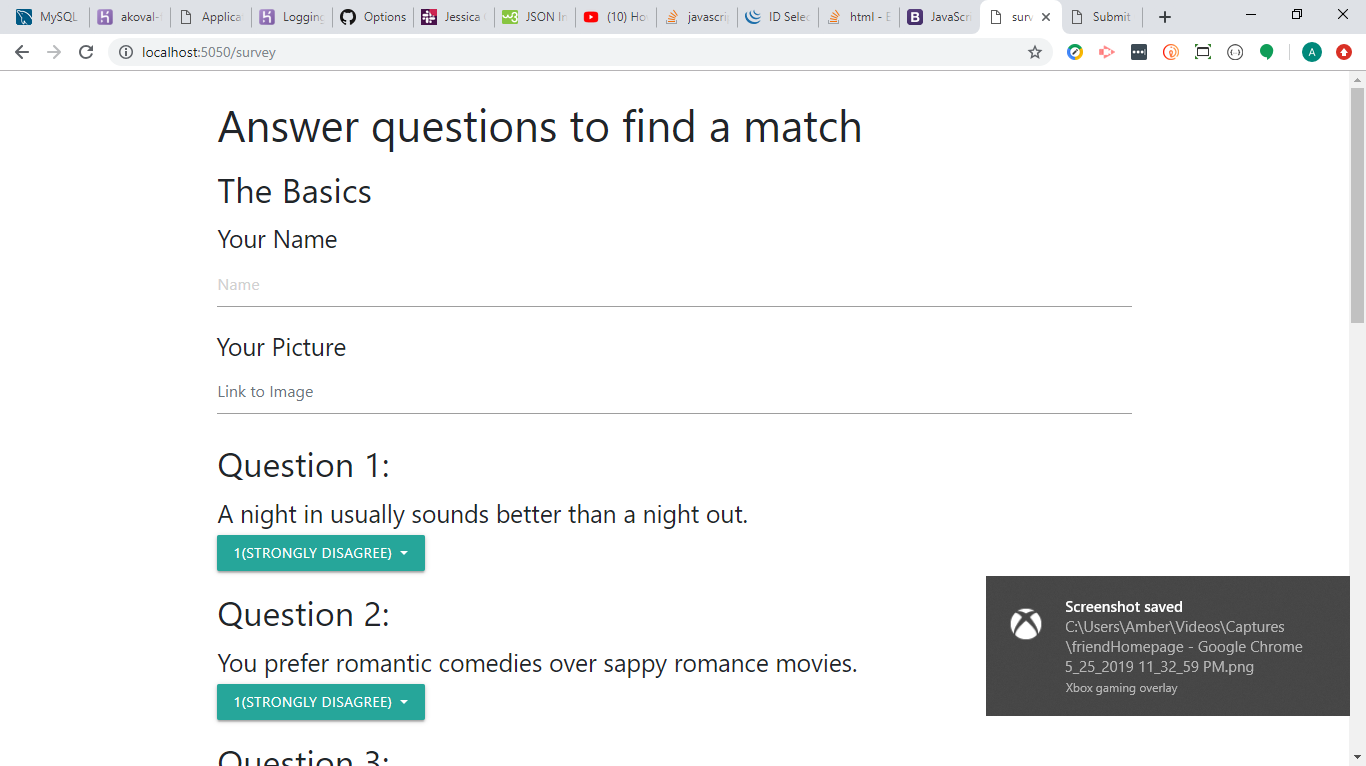 MySQL
akoval-
Applica
Logging
Options
Jessica
JSON In
(10) Ho
javascrip
ID Selec
html - E
JavaScr
surv
Submit
localhost:5050/survey
A
Answer questions to find a match
The Basics
Your Name
Name
Your Picture
Link to Image
Question 1:
A night in usually sounds better than a night out.
1(STRONGLY DISAGREE)
Question 2:
You prefer romantic comedies over sappy romance movies.
1(STRONGLY DISAGREE)
Question 3:
Screenshot saved
C:\Users\Amber\Videos\Captures
\friendHomepage - Google Chrome
5_25_2019 11_32_59 PM.png
Xbox gaming overlay